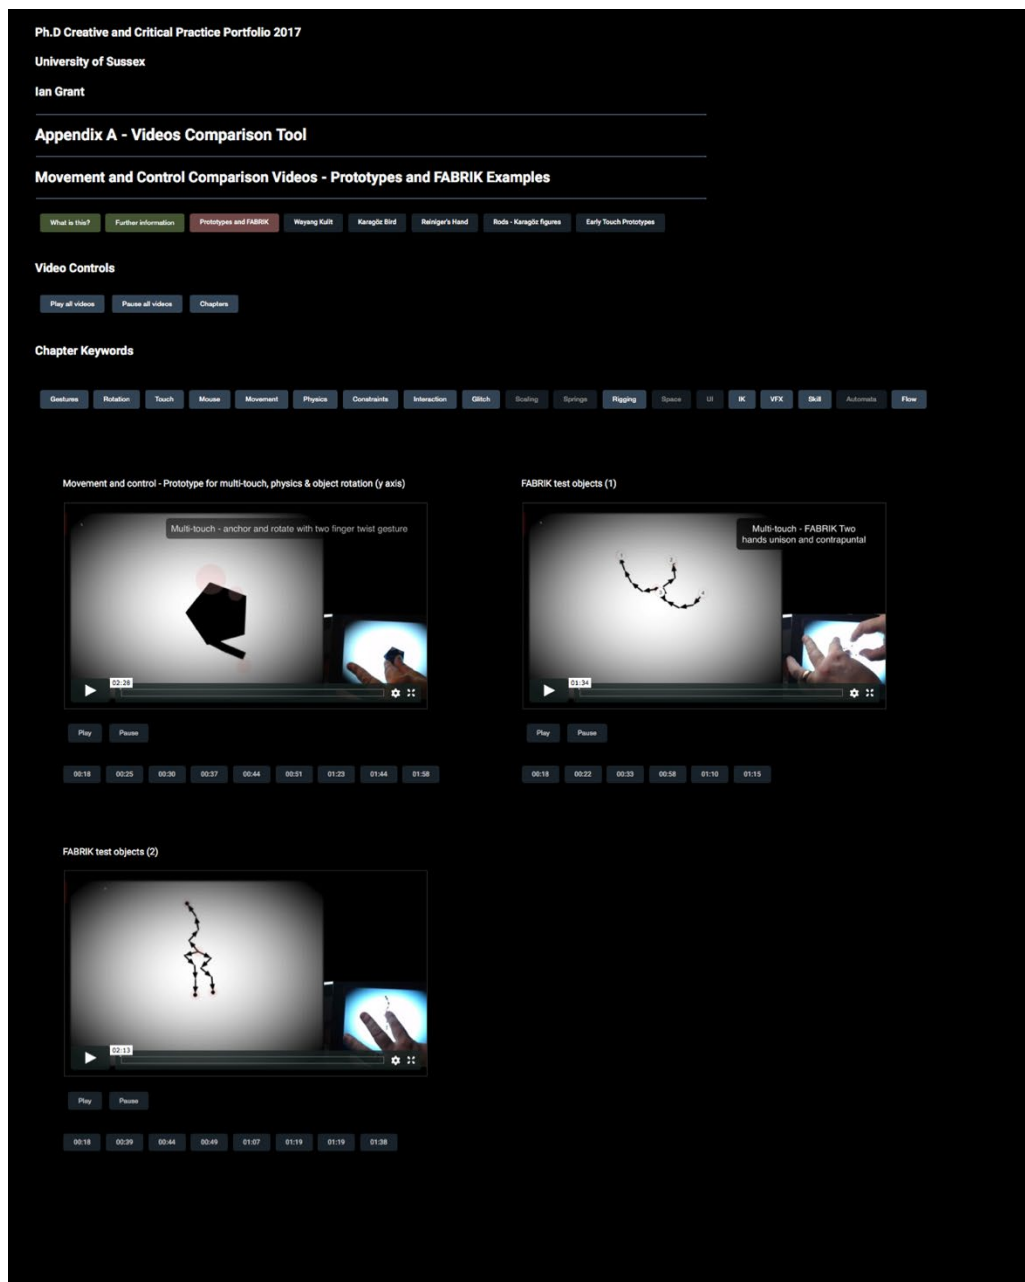 Ph.D Creative and Critical Practice Portfolio 2017
University of Sussex
Ian Grant
Appendix A - Videos Comparison Tool
Movement and Control Comparison Videos - Prototypes and FABRIK Examples
What is this? Further information Prototypes and FABRIK Wayang Kulit Karagöz Bird Reiniger's Hand Rods - Karagöz figures Early Touch Prototypes
Video Controls
Play all videos Pause all videos Chapters
Chapter Keywords
Gestures Rotation Touch Mouse Movement Physics Constraints Interaction Glitch Scaling Springs Rigging Space UI IK VFX Skill Automata Flow
Movement and control - Prototype for multi-touch, physics & object rotation (y axis)
Multi-touch - anchor and rotate with two finger twist gesture
02:28
Play Pause
00:18 00:25 00:30 00:37 00:44 00:51 01:23 01:44 01:58
FABRIK test objects (1)
Multi-touch - FABRIK Two
hands unison and contrapuntal
1 2 3 4
01:34
Play Pause
00:18 00:22 00:33 00:58 01:10 01:15
FABRIK test objects (2)
02:13
Play Pause
00:18 00:39 00:44 00:49 01:07 01:19 01:19 01:38